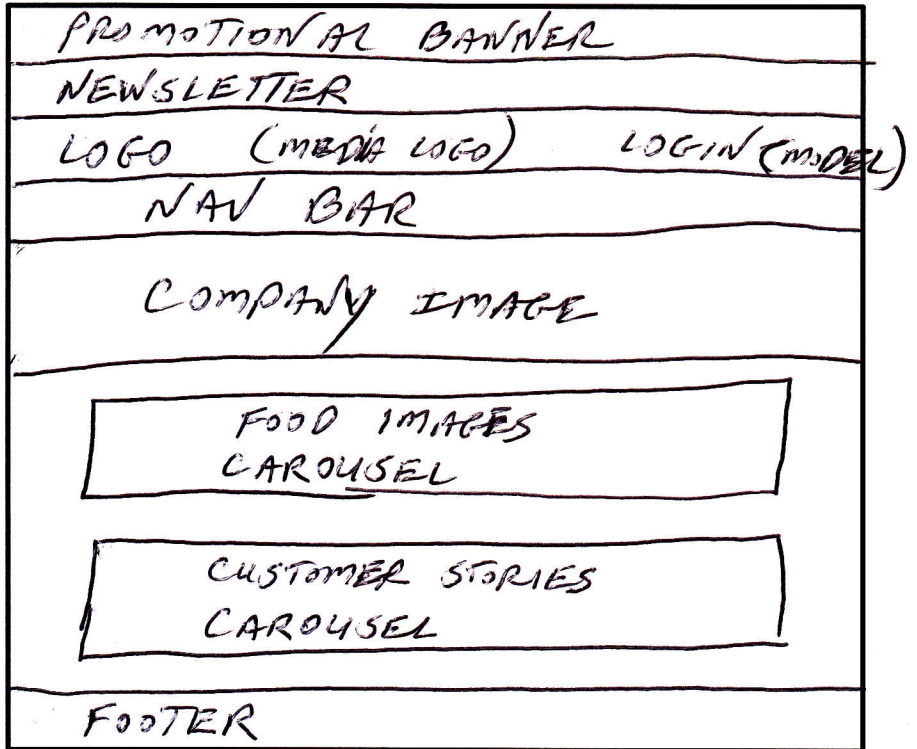 PROMOTIONAL BANNER
NEWSLETTER
LOGO (MEDIA LOGO) LOGIN (MODEL)
NAV BAR
COMPANY IMAGE
FOOD IMAGES
CAROUSEL
CUSTOMER STORIES
CAROUSEL
FOOTER